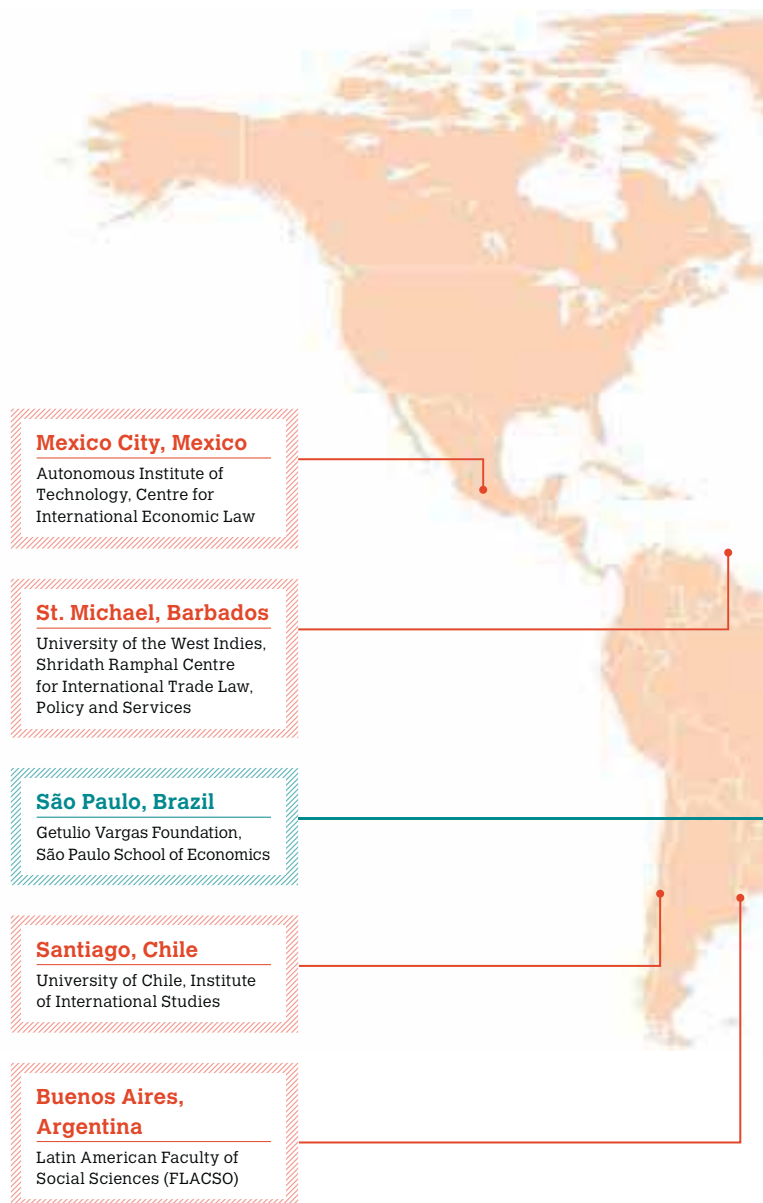 Mexico City, Mexico
Autonomous Institute of
Technology, Centre for
International Economic Law
St. Michael, Barbados
University of the West Indies,
Shridath Ramphal Centre
for International Trade Law,
Policy and Services
São Paulo, Brazil
Getulio Vargas Foundation,
São Paulo School of Economics
Santiago, Chile
University of Chile, Institute
of International Studies
Buenos Aires,
Argentina
Latin American Faculty of
Social Sciences (FLACSO)